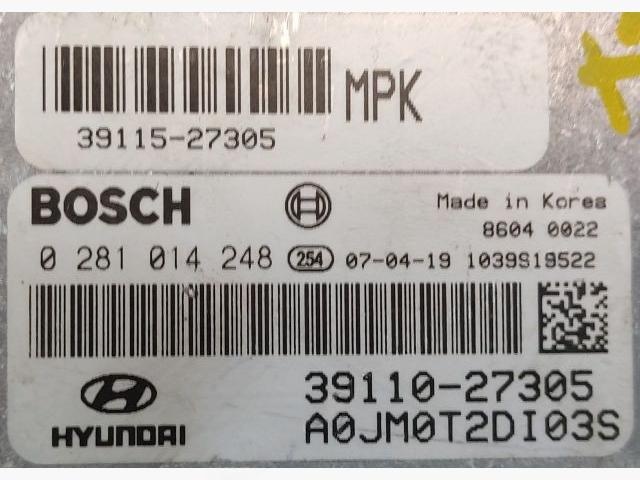 MPK
39115-27305
BOSCH
Made in Korea
8604 0022
0 281 014 248 254 07-04-19 1039S19522
39110-27305
HYUNDAI A0JM0T2DI03S